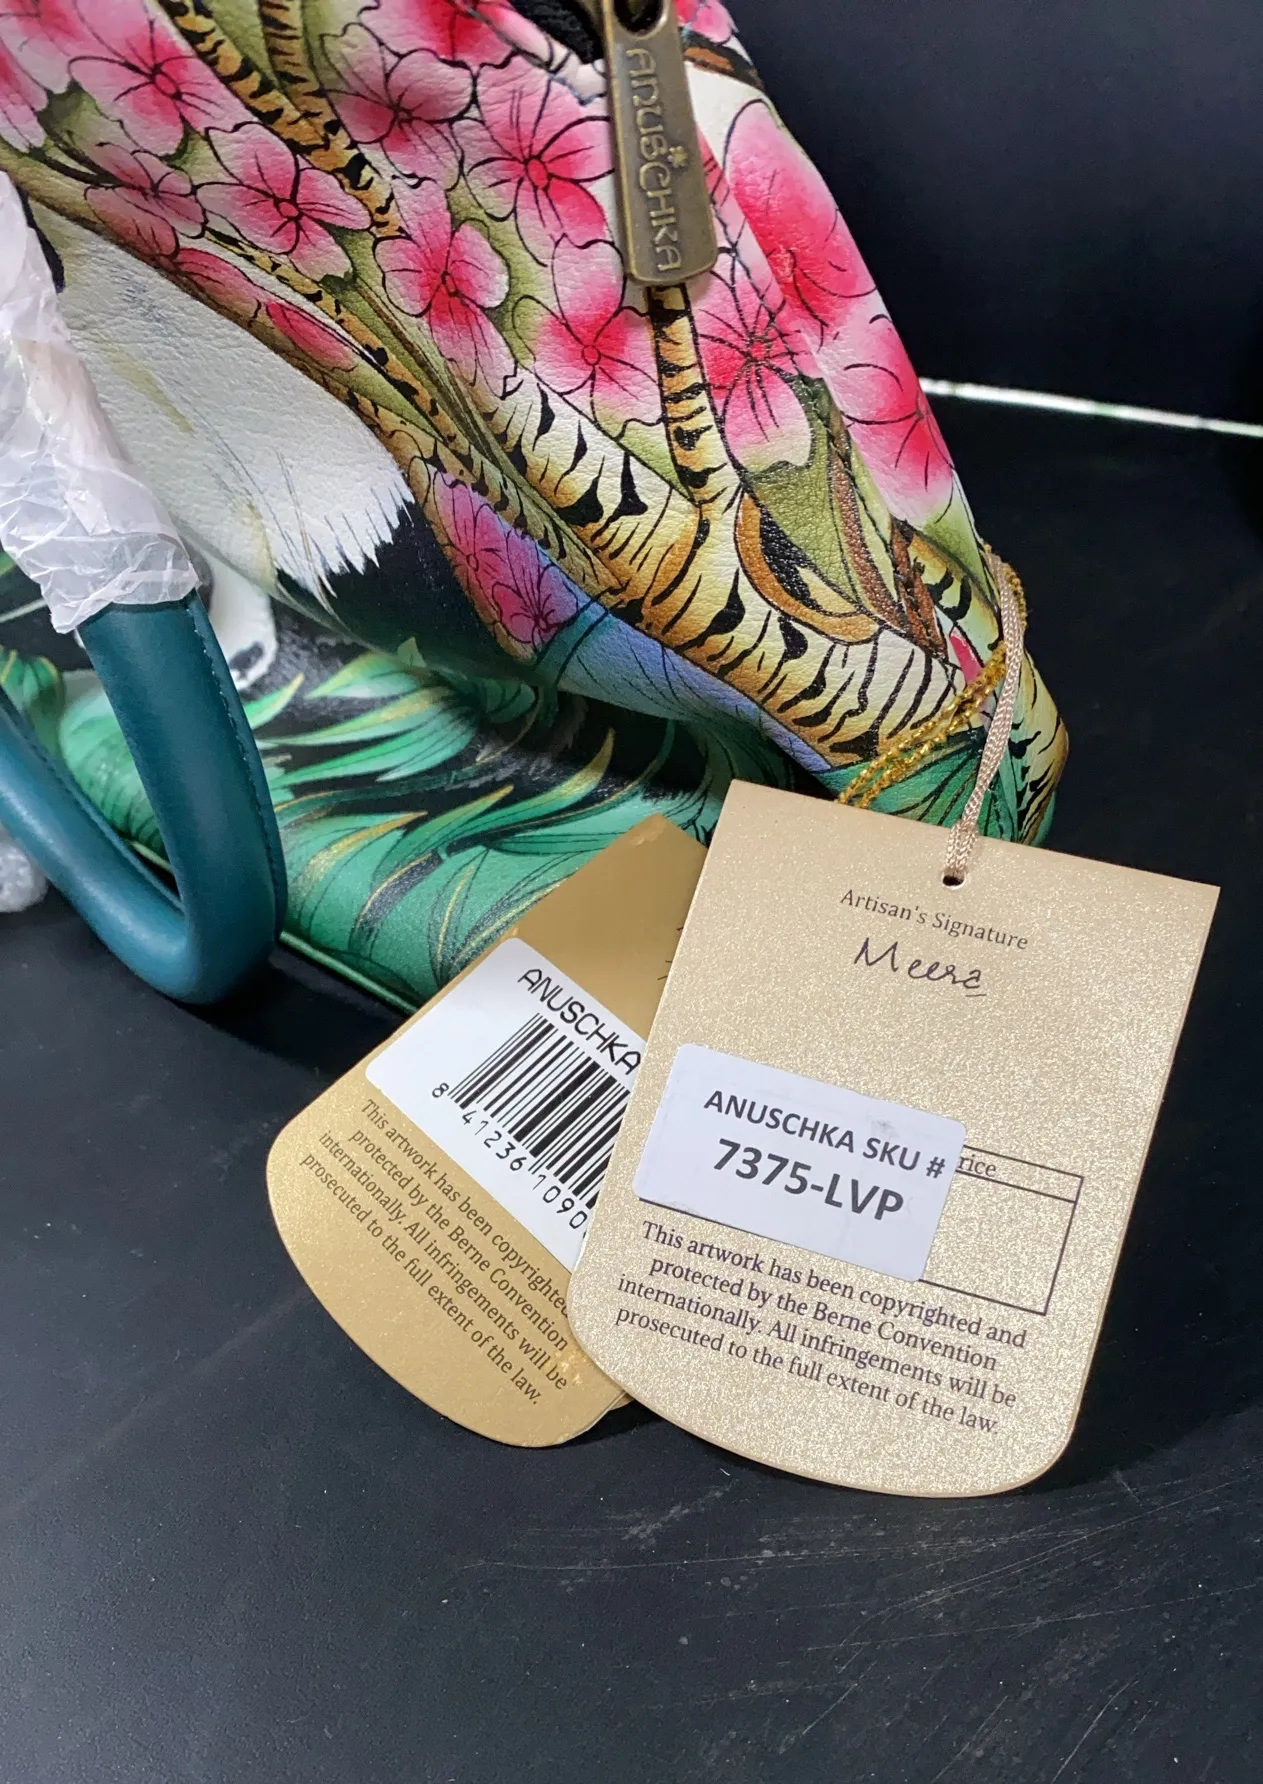 ANUSCHKA
Artisan's Signature
Meera
ANUSCHKA SKU #
7375-LVP
This artwork has been copyrighted and
protected by the Berne Convention
internationally. All infringements will be
prosecuted to the full extent of the law.
ANUSCHKA
8 41236 1090
This artwork has been copyrighted
protected by the Berne Convention
internationally. All infringements will be
prosecuted to the full extent of the law.